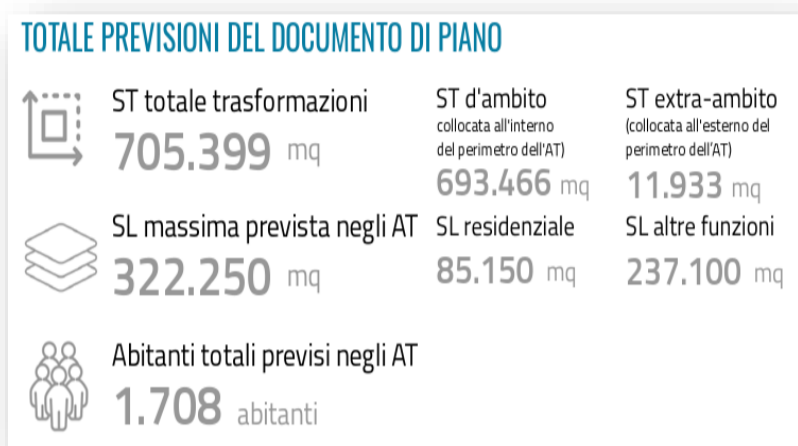 TOTALE PREVISIONI DEL DOCUMENTO DI PIANO
ST totale trasformazioni
705.399 mq
ST d'ambito
collocata all'interno
del perimetro dell'AT)
693.466 mq
ST extra-ambito
(collocata all'esterno del
perimetro dell'AT)
11.933 mq
SL massima prevista negli AT
322.250 mq
SL residenziale
85.150 mq
SL altre funzioni
237.100 mq
Abitanti totali previsi negli AT
1.708 abitanti